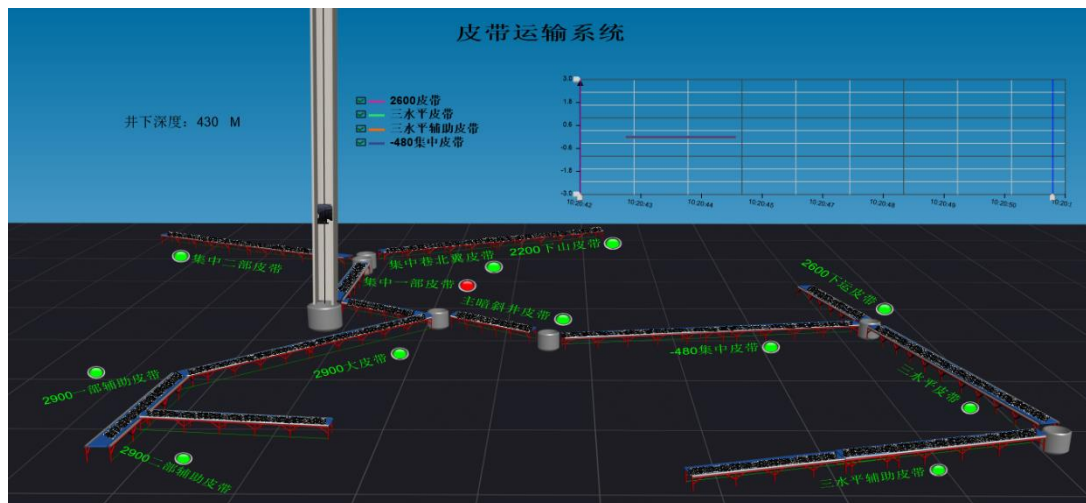 皮带运输系统
井下深度：430 M
2600皮带
三水平皮带
三水平辅助皮带
-480集中皮带
3.0
1.8
0.6
-0.6
-1.8
-3.0
10:20:42
10:20:43
10:20:44
10:20:45
10:20:47
10:20:48
10:20:49
10:20:50
10:20:5
集中二部皮带
集中巷北翼皮带
2200下山皮带
集中一部皮带
主暗斜井皮带
2600下运皮带
-480集中皮带
2900大皮带
2900一部辅助皮带
三水平皮带
2900二部辅助皮带
三水平辅助皮带